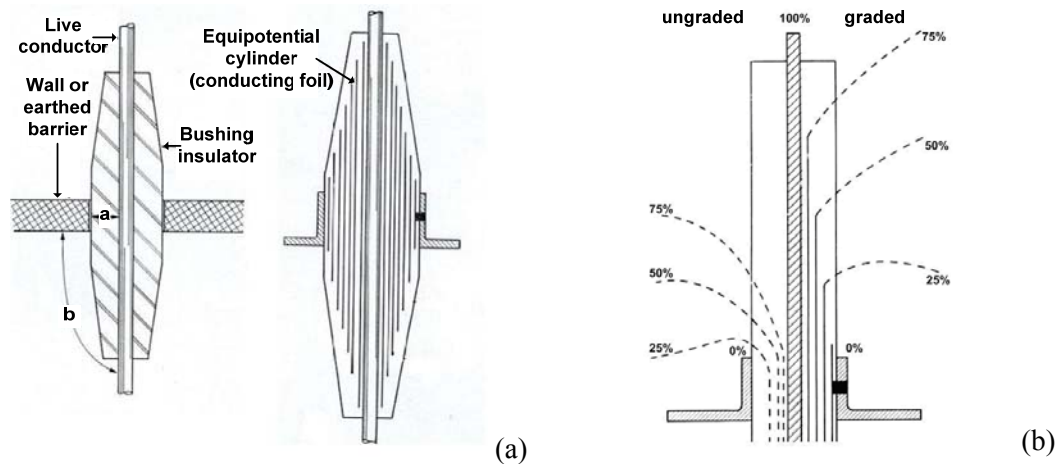 Live
conductor
Wall or
earthed
barrier
a
b
Bushing
insulator
Equipotential
cylinder
(conducting foil)
(a)
ungraded
100%
graded
75%
50%
25%
0%
75%
50%
25%
0%
(b)